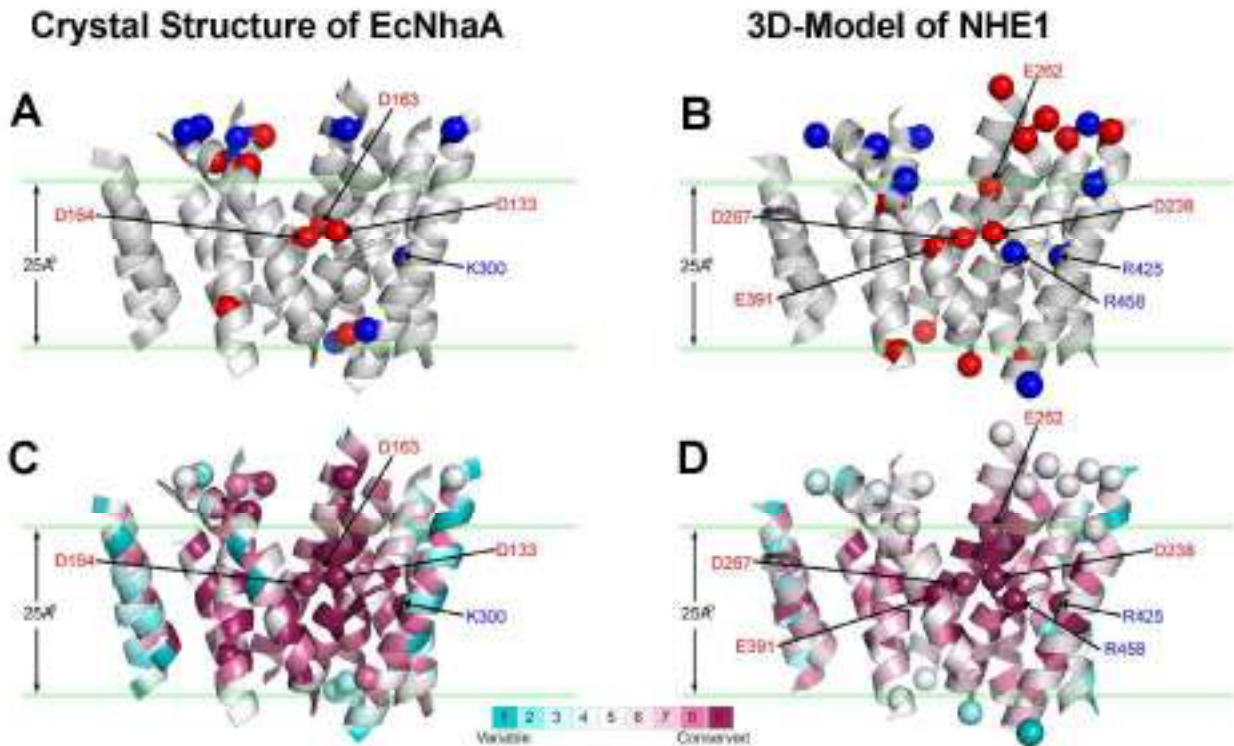 Crystal Structure of EcNhaA
3D-Model of NHE1
A
D163
D164
D133
25Å
K300
B
E262
D267
D238
25Å
E391
R425
R458
C
D163
D164
D133
25Å
K300
D
E262
D267
D238
25Å
E391
R425
R458
1 2 3 4 5 6 7 8 9
Variable Conserved